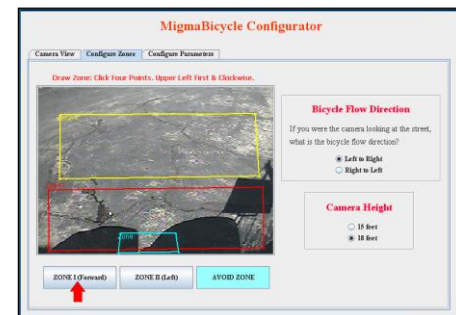 MigmaBicycle Configurator
Camera View
Configure Zones
Configure Parameters
Draw Zone: Click Four Points. Upper Left First & Clockwise.
Bicycle Flow Direction
If you were the camera looking at the street,
what is the bicycle flow direction?
Left to Right
Right to Left
Camera Height
15 feet
18 feet
Zone
ZONE I (Forward)
ZONE II (Left)
AVOID ZONE